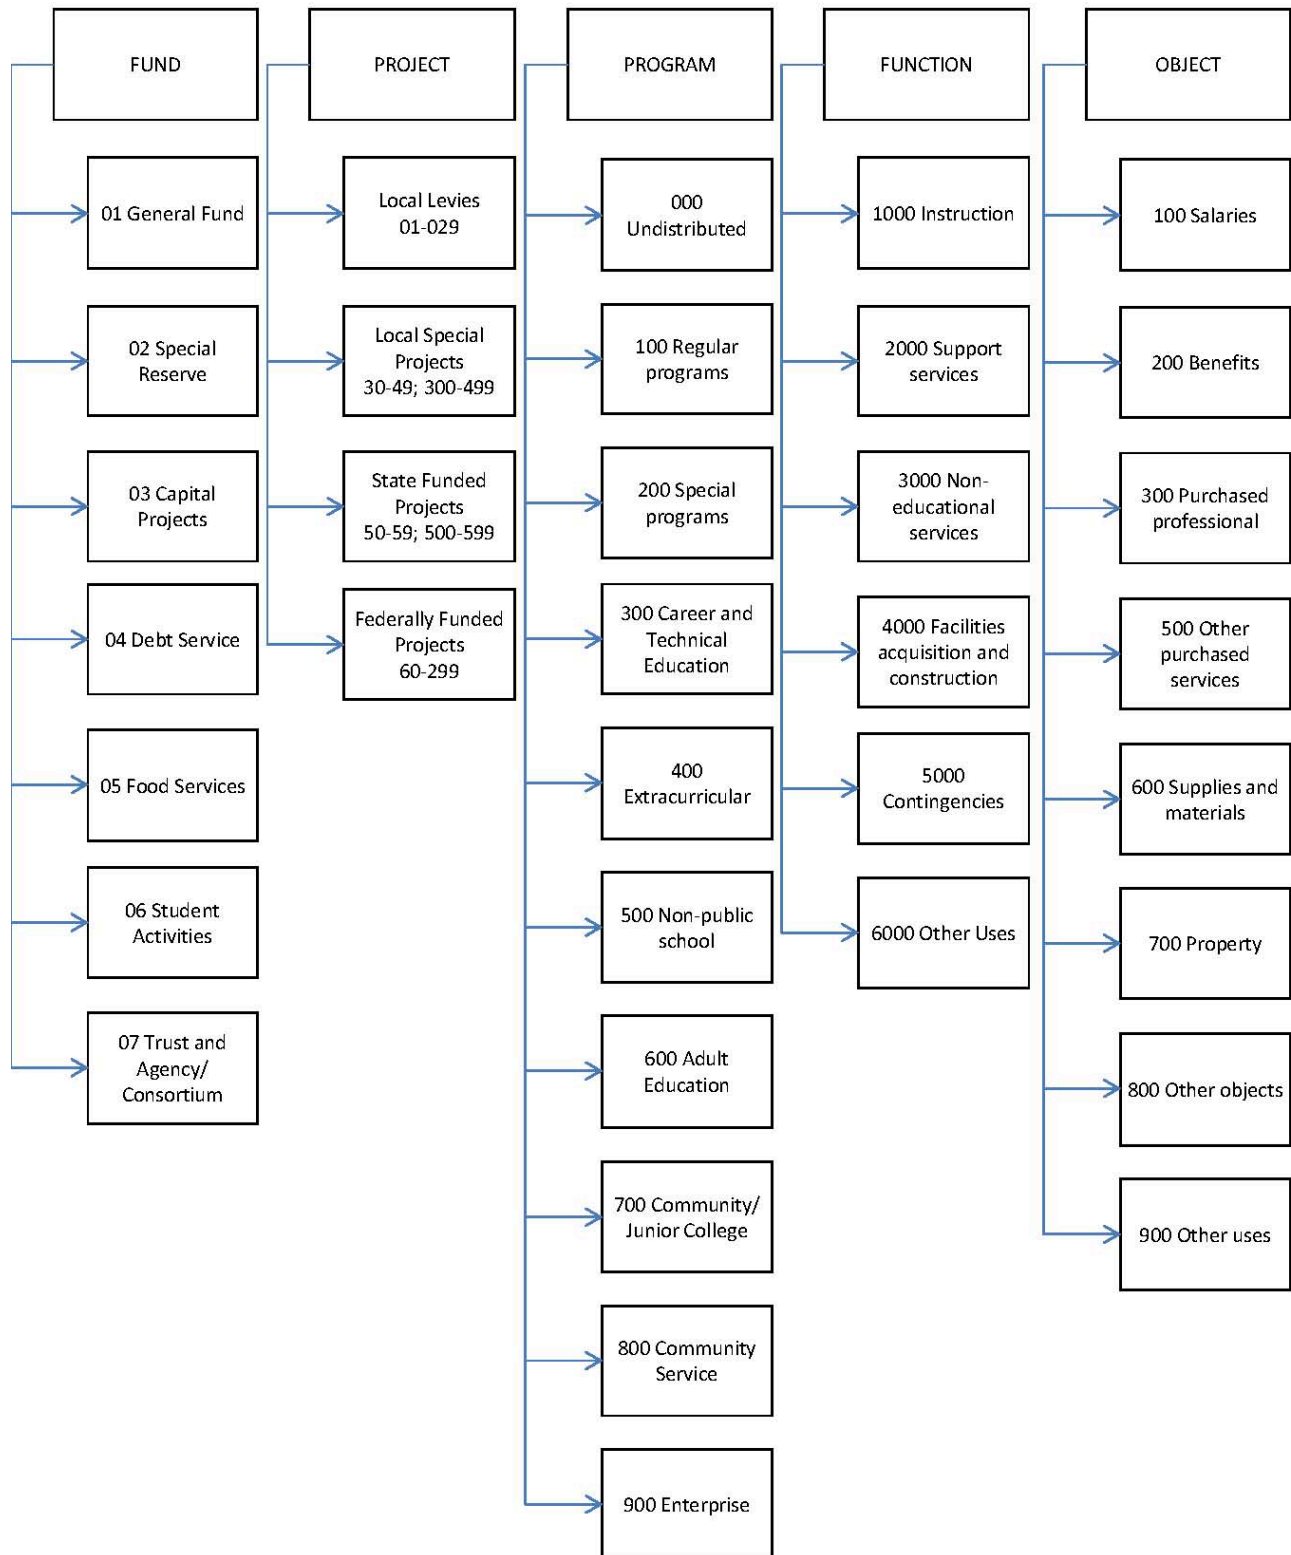 FUND
PROJECT
PROGRAM
FUNCTION
OBJECT
01 General Fund
02 Special
Reserve
03 Capital
Projects
04 Debt Service
05 Food Services
06 Student
Activities
07 Trust and
Agency/
Consortium
Local Levies
01-029
Local Special
Projects
30-49; 300-499
State Funded
Projects
50-59; 500-599
Federally Funded
Projects
60-299
000
Undistributed
100 Regular
programs
200 Special
programs
300 Career and
Technical
Education
400
Extracurricular
500 Non-public
school
600 Adult
Education
700 Community/
Junior College
800 Community
Service
900 Enterprise
1000 Instruction
2000 Support
services
3000 Non-
educational
services
4000 Facilities
acquisition and
construction
5000
Contingencies
6000 Other Uses
100 Salaries
200 Benefits
300 Purchased
professional
500 Other
purchased
services
600 Supplies and
materials
700 Property
800 Other objects
900 Other uses